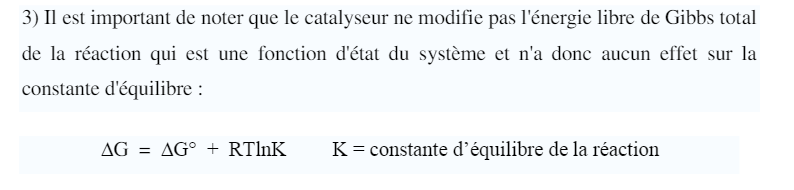 3) Il est important de noter que le catalyseur ne modifie pas l'énergie libre de Gibbs total
de la réaction qui est une fonction d'état du système et n'a donc aucun effet sur la
constante d'équilibre :
ΔG = ΔG° + RTlnK K = constante d’équilibre de la réaction